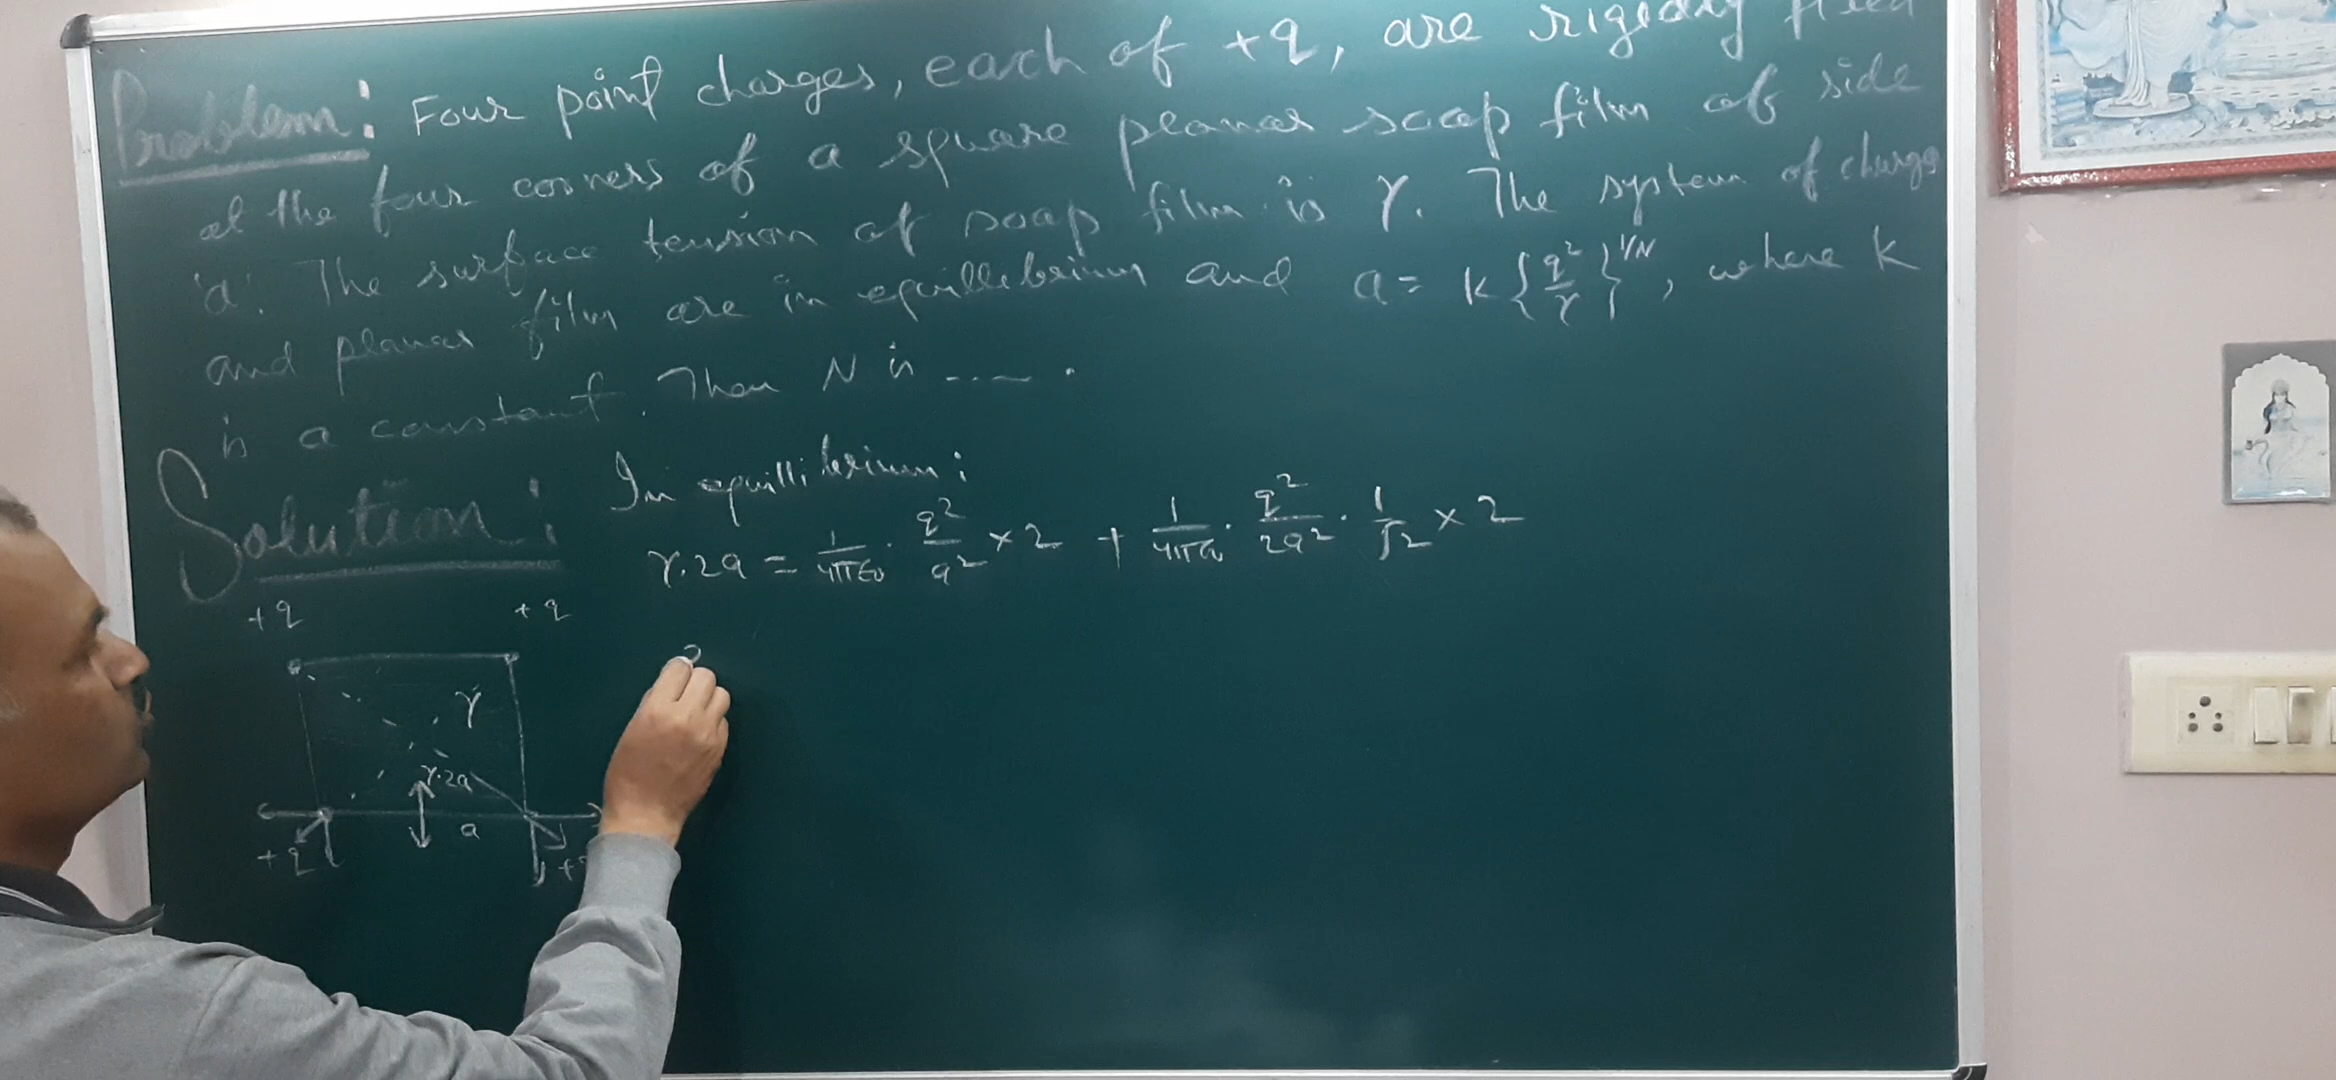 Problem: Four point charges, each of +q, are rigidly fixed
at the four corners of a square planar soap film of side
'a'. The surface tension of soap film is γ. The system of charges
and planar film are in equillebrium and a = k{q²/γ}^1/N, where k
is a constant. Then N is ----- .
Solution: In equillibrium:
γ.2a = 1/4πε₀ . q²/a² × 2 + 1/4πε₀ . q²/2a² . 1/√2 × 2
+q +q
γ
γ.2a
a
+q +